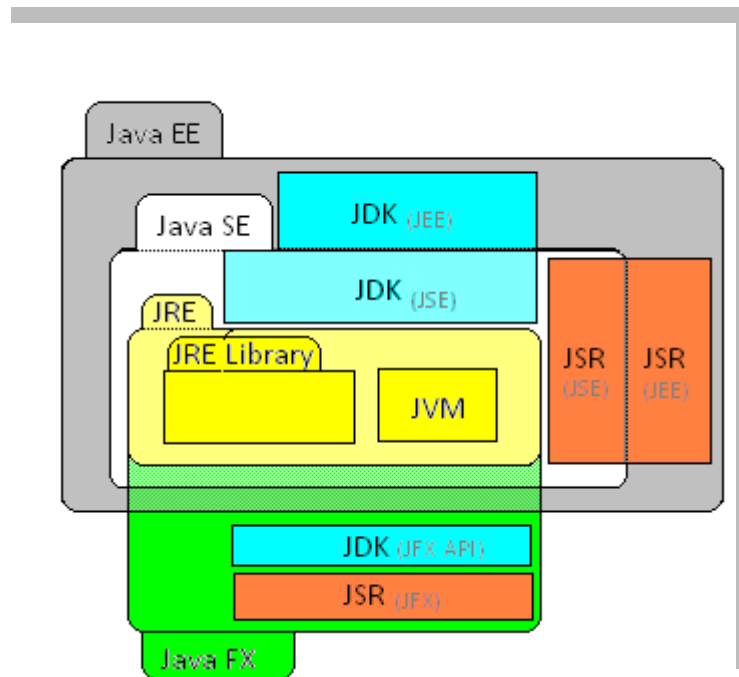 Java EE
JDK (JEE)
Java SE
JDK (JSE)
JRE
JRE Library
JVM
JSR
(JSE)
JSR
(JEE)
JDK (JFX API)
JSR (JFX)
Java FX